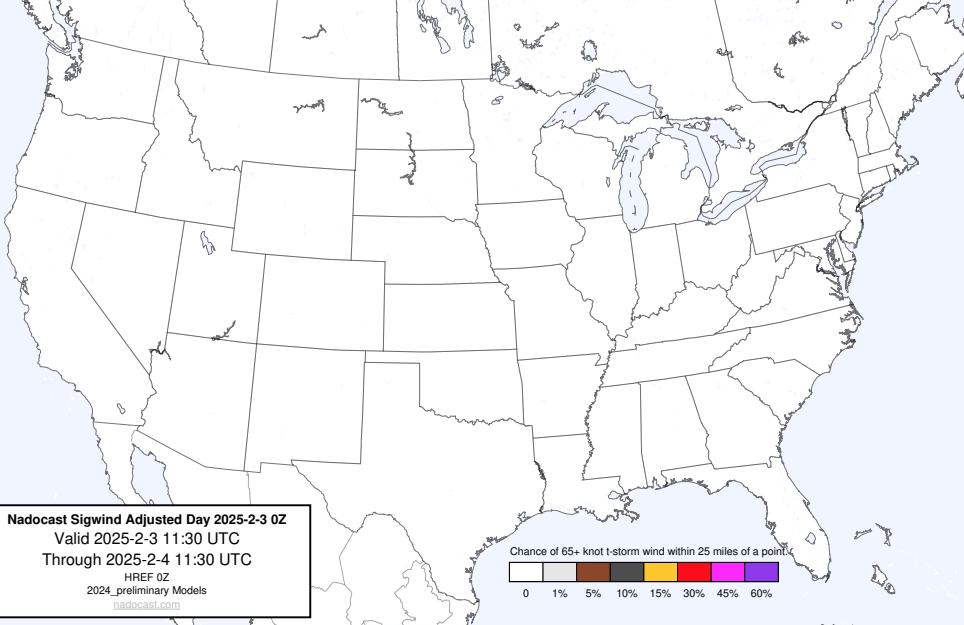 Nadocast Sigwind Adjusted Day 2025-2-3 0Z
Valid 2025-2-3 11:30 UTC
Through 2025-2-4 11:30 UTC
HREF 0Z
2024_preliminary Models
nadocast.com
Chance of 65+ knot t-storm wind within 25 miles of a point.
0 1% 5% 10% 15% 30% 45% 60%